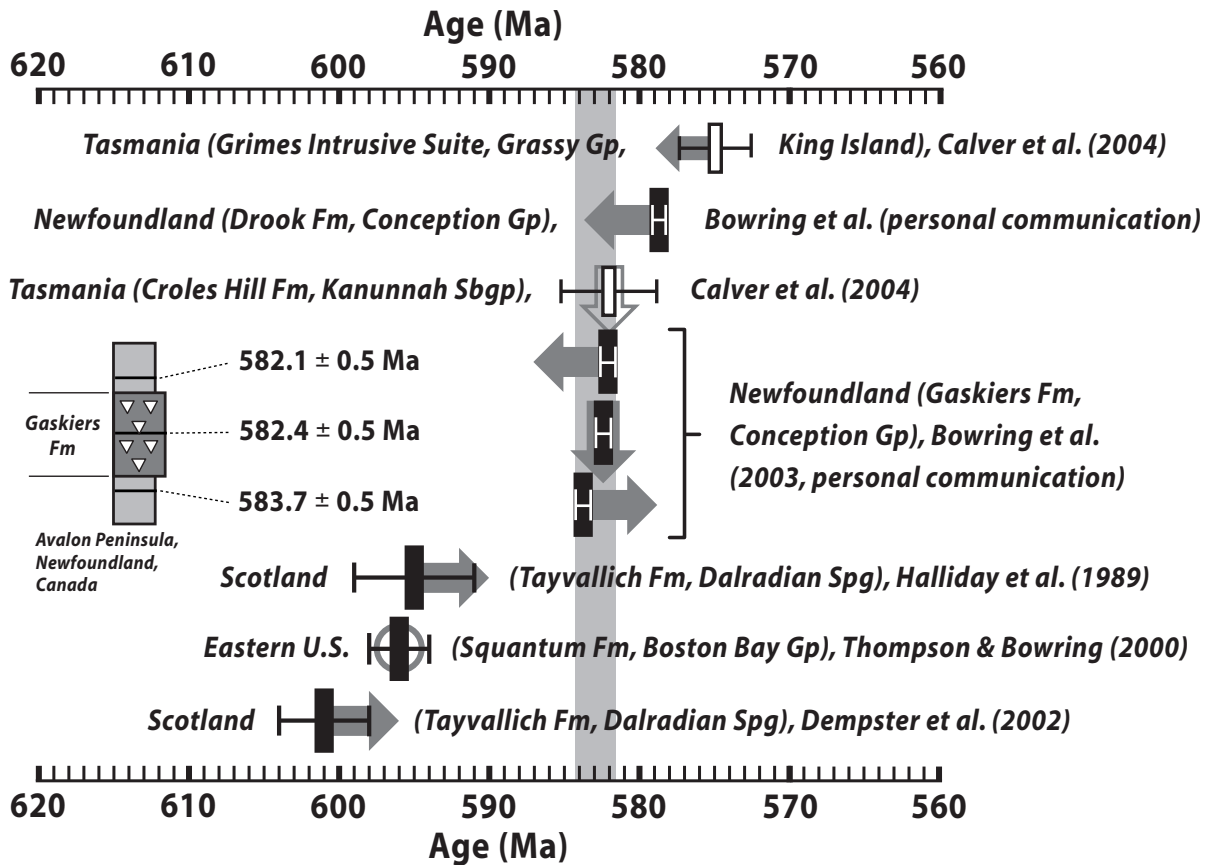 Age (Ma)
620 610 600 590 580 570 560
Tasmania (Grimes Intrusive Suite, Grassy Gp, King Island), Calver et al. (2004)
Newfoundland (Drook Fm, Conception Gp), Bowring et al. (personal communication)
Tasmania (Croles Hill Fm, Kanunnah Sbgp), Calver et al. (2004)
582.1 ± 0.5 Ma
Gaskiers
Fm
582.4 ± 0.5 Ma
583.7 ± 0.5 Ma
Avalon Peninsula,
Newfoundland,
Canada
Newfoundland (Gaskiers Fm,
Conception Gp), Bowring et al.
(2003, personal communication)
Scotland (Tayvallich Fm, Dalradian Spg), Halliday et al. (1989)
Eastern U.S. (Squantum Fm, Boston Bay Gp), Thompson & Bowring (2000)
Scotland (Tayvallich Fm, Dalradian Spg), Dempster et al. (2002)
620 610 600 590 580 570 560
Age (Ma)